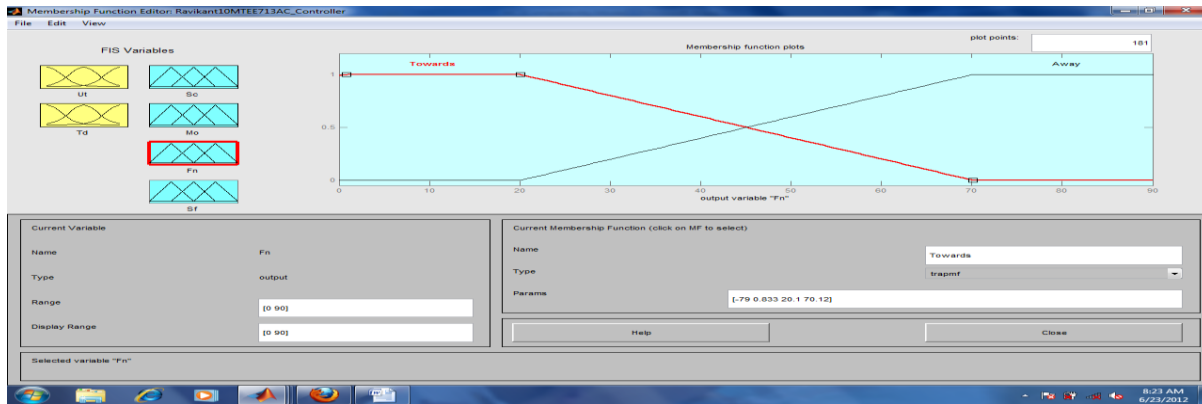 Membership Function Editor: Ravikant10MTEE713AC_Controller
File Edit View
FIS Variables
Ut
Sc
Td
Mo
Fn
Sf
Membership function plots
plot points:
181
Towards
Away
1
0.5
0
0 10 20 30 40 50 60 70 80 90
output variable "Fn"
Current Variable
Name Fn
Type output
Range [0 90]
Display Range [0 90]
Current Membership Function (click on MF to select)
Name Towards
Type trapmf
Params [-79 0.833 20.1 70.12]
Help
Close
Selected variable "Fn"
8:23 AM
6/23/2012